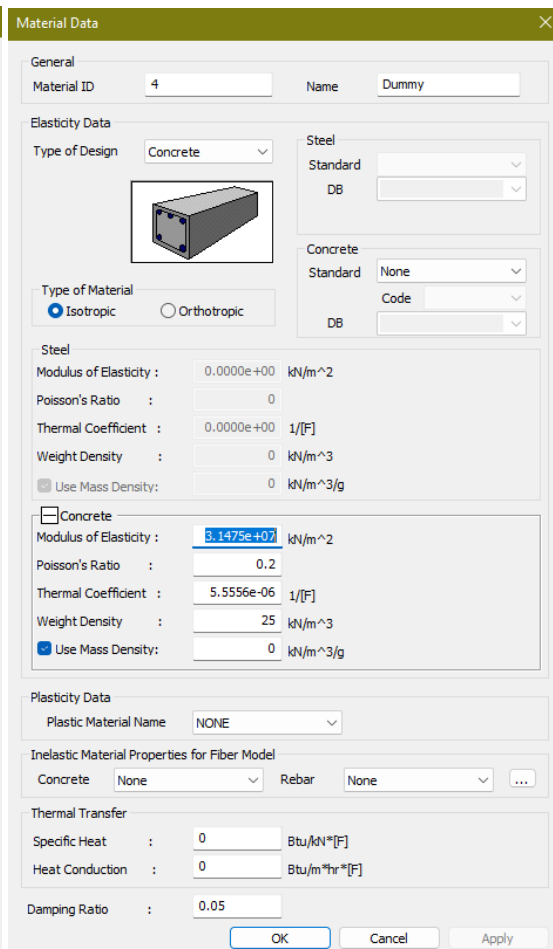 Material Data
General
Material ID 4 Name Dummy
Elasticity Data
Type of Design Concrete
Steel
Standard
DB
Concrete
Standard None
Code
DB
Type of Material
Isotropic Orthotropic
Steel
Modulus of Elasticity : 0.0000e+00 kN/m^2
Poisson's Ratio : 0
Thermal Coefficient : 0.0000e+00 1/[F]
Weight Density : 0 kN/m^3
Use Mass Density: 0 kN/m^3/g
Concrete
Modulus of Elasticity : 3.1475e+07 kN/m^2
Poisson's Ratio : 0.2
Thermal Coefficient : 5.5556e-06 1/[F]
Weight Density : 25 kN/m^3
Use Mass Density: 0 kN/m^3/g
Plasticity Data
Plastic Material Name NONE
Inelastic Material Properties for Fiber Model
Concrete None Rebar None ...
Thermal Transfer
Specific Heat : 0 Btu/kN*[F]
Heat Conduction : 0 Btu/m*hr*[F]
Damping Ratio : 0.05
OK Cancel Apply